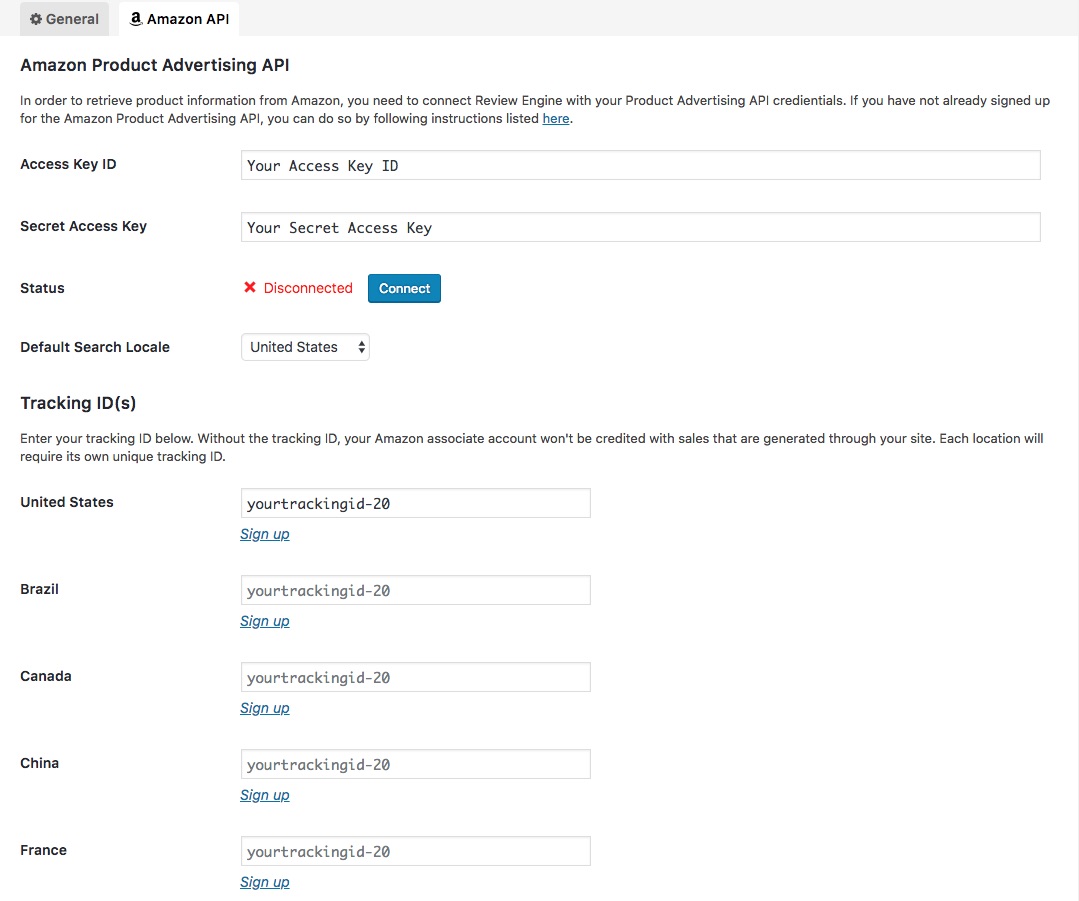 General
Amazon API
Amazon Product Advertising API
In order to retrieve product information from Amazon, you need to connect Review Engine with your Product Advertising API credientials. If you have not already signed up
for the Amazon Product Advertising API, you can do so by following instructions listed here.
Access Key ID
Your Access Key ID
Secret Access Key
Your Secret Access Key
Status
Disconnected
Connect
Default Search Locale
United States
Tracking ID(s)
Enter your tracking ID below. Without the tracking ID, your Amazon associate account won't be credited with sales that are generated through your site. Each location will
require its own unique tracking ID.
United States
yourtrackingid-20
Sign up
Brazil
yourtrackingid-20
Sign up
Canada
yourtrackingid-20
Sign up
China
yourtrackingid-20
Sign up
France
yourtrackingid-20
Sign up